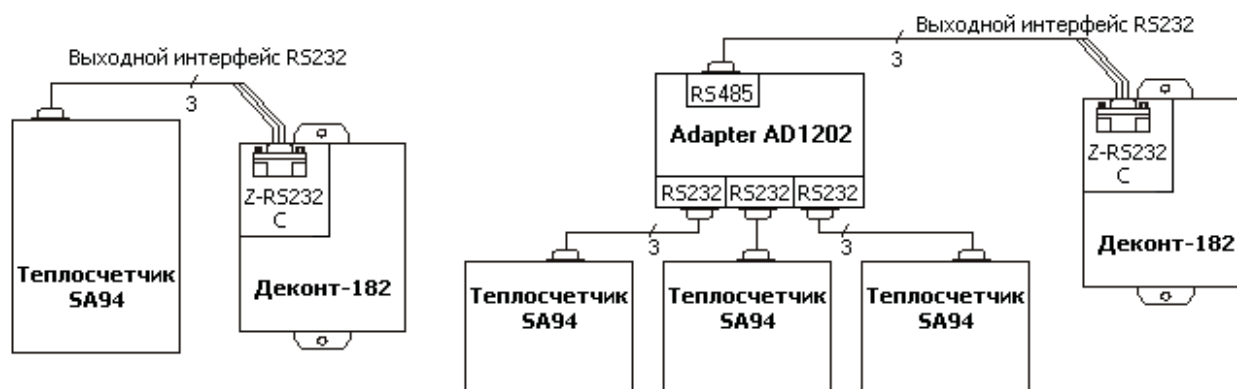 Выходной интерфейс RS232
3
Z-RS232
C
Теплосчетчик
SA94
Деконт-182
Выходной интерфейс RS232
3
RS485
Adapter AD1202
RS232 RS232 RS232
Z-RS232
C
Деконт-182
3 3
Теплосчетчик
SA94
Теплосчетчик
SA94
Теплосчетчик
SA94